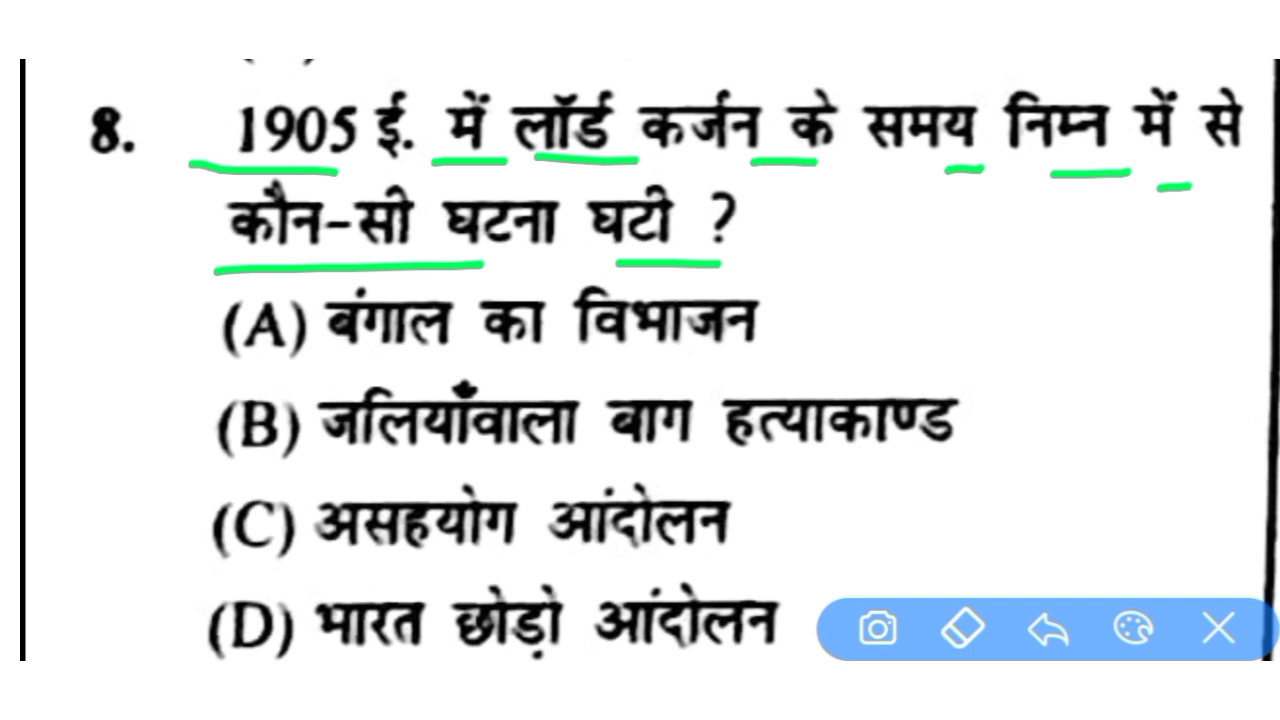 8. 1905 ई. में लॉर्ड कर्जन के समय निम्न में से
कौन-सी घटना घटी ?
(A) बंगाल का विभाजन
(B) जलियाँवाला बाग हत्याकाण्ड
(C) असहयोग आंदोलन
(D) भारत छोड़ो आंदोलन